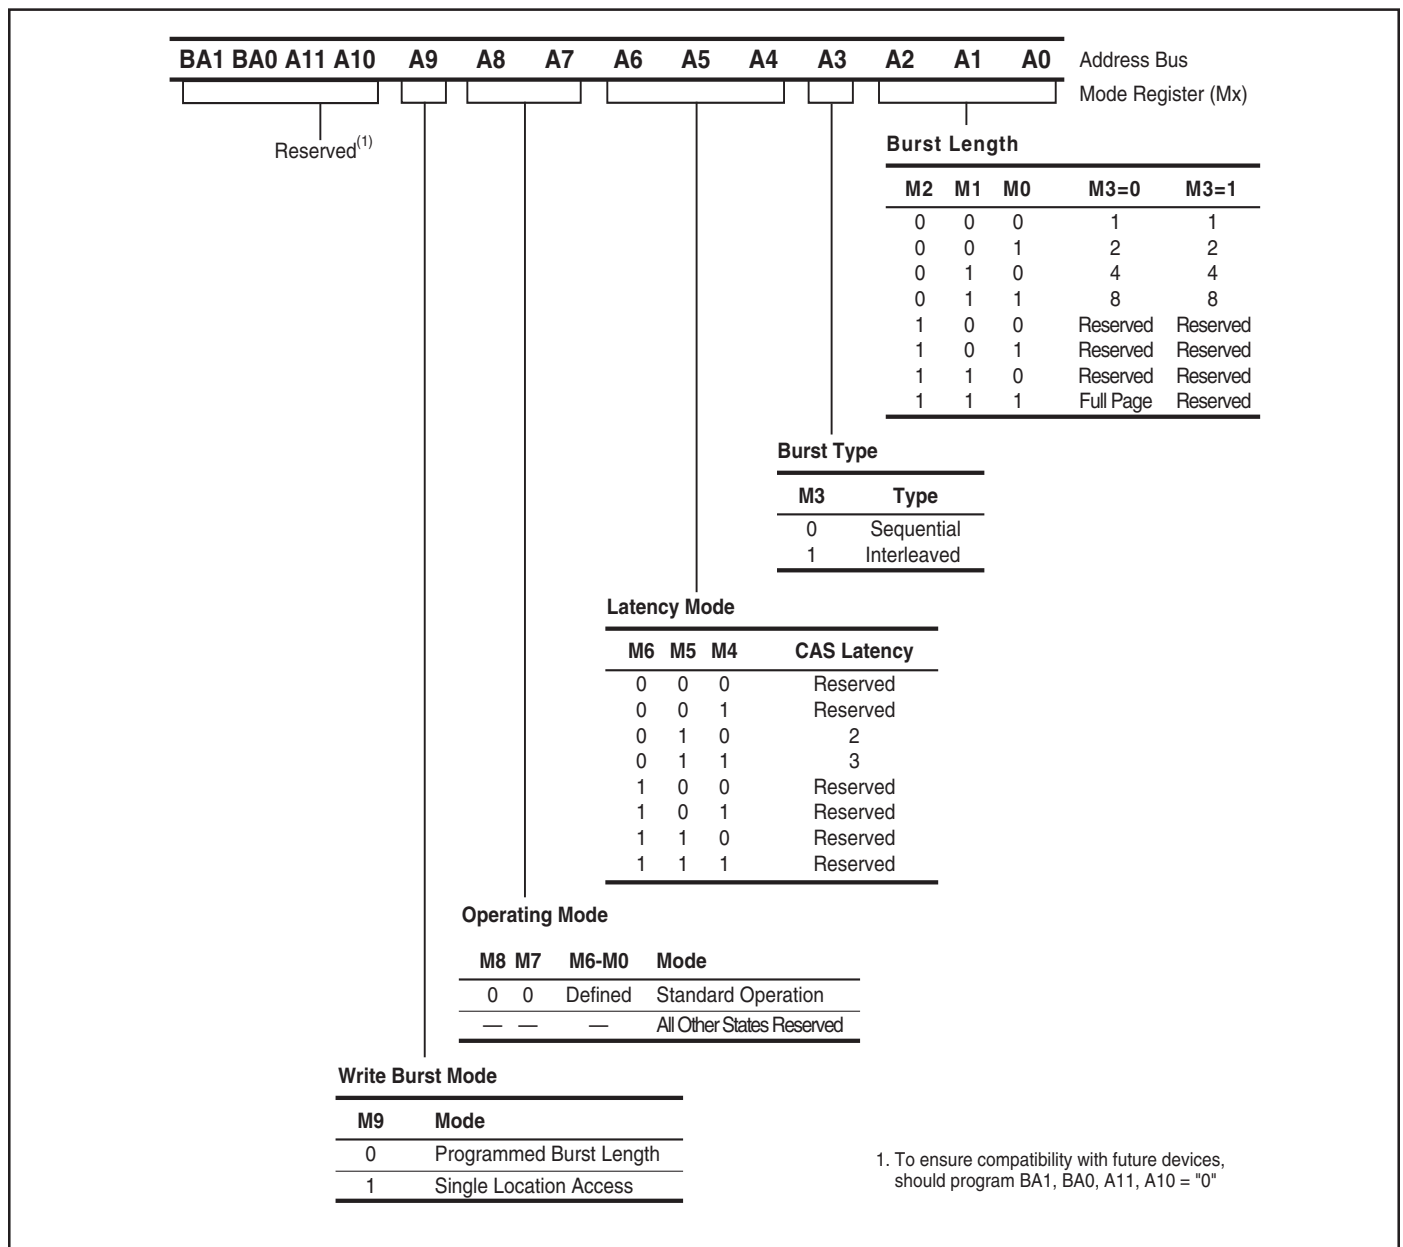 BA1 BA0 A11 A10 A9 A8 A7 A6 A5 A4 A3 A2 A1 A0 Address Bus
Mode Register (Mx)
Reserved(1)
Burst Length
M2 M1 M0 M3=0 M3=1
0 0 0 1 1
0 0 1 2 2
0 1 0 4 4
0 1 1 8 8
1 0 0 Reserved Reserved
1 0 1 Reserved Reserved
1 1 0 Reserved Reserved
1 1 1 Full Page Reserved
Burst Type
M3 Type
0 Sequential
1 Interleaved
Latency Mode
M6 M5 M4 CAS Latency
0 0 0 Reserved
0 0 1 Reserved
0 1 0 2
0 1 1 3
1 0 0 Reserved
1 0 1 Reserved
1 1 0 Reserved
1 1 1 Reserved
Operating Mode
M8 M7 M6-M0 Mode
0 0 Defined Standard Operation
— — — All Other States Reserved
Write Burst Mode
M9 Mode
0 Programmed Burst Length
1 Single Location Access
1. To ensure compatibility with future devices,
should program BA1, BA0, A11, A10 = "0"